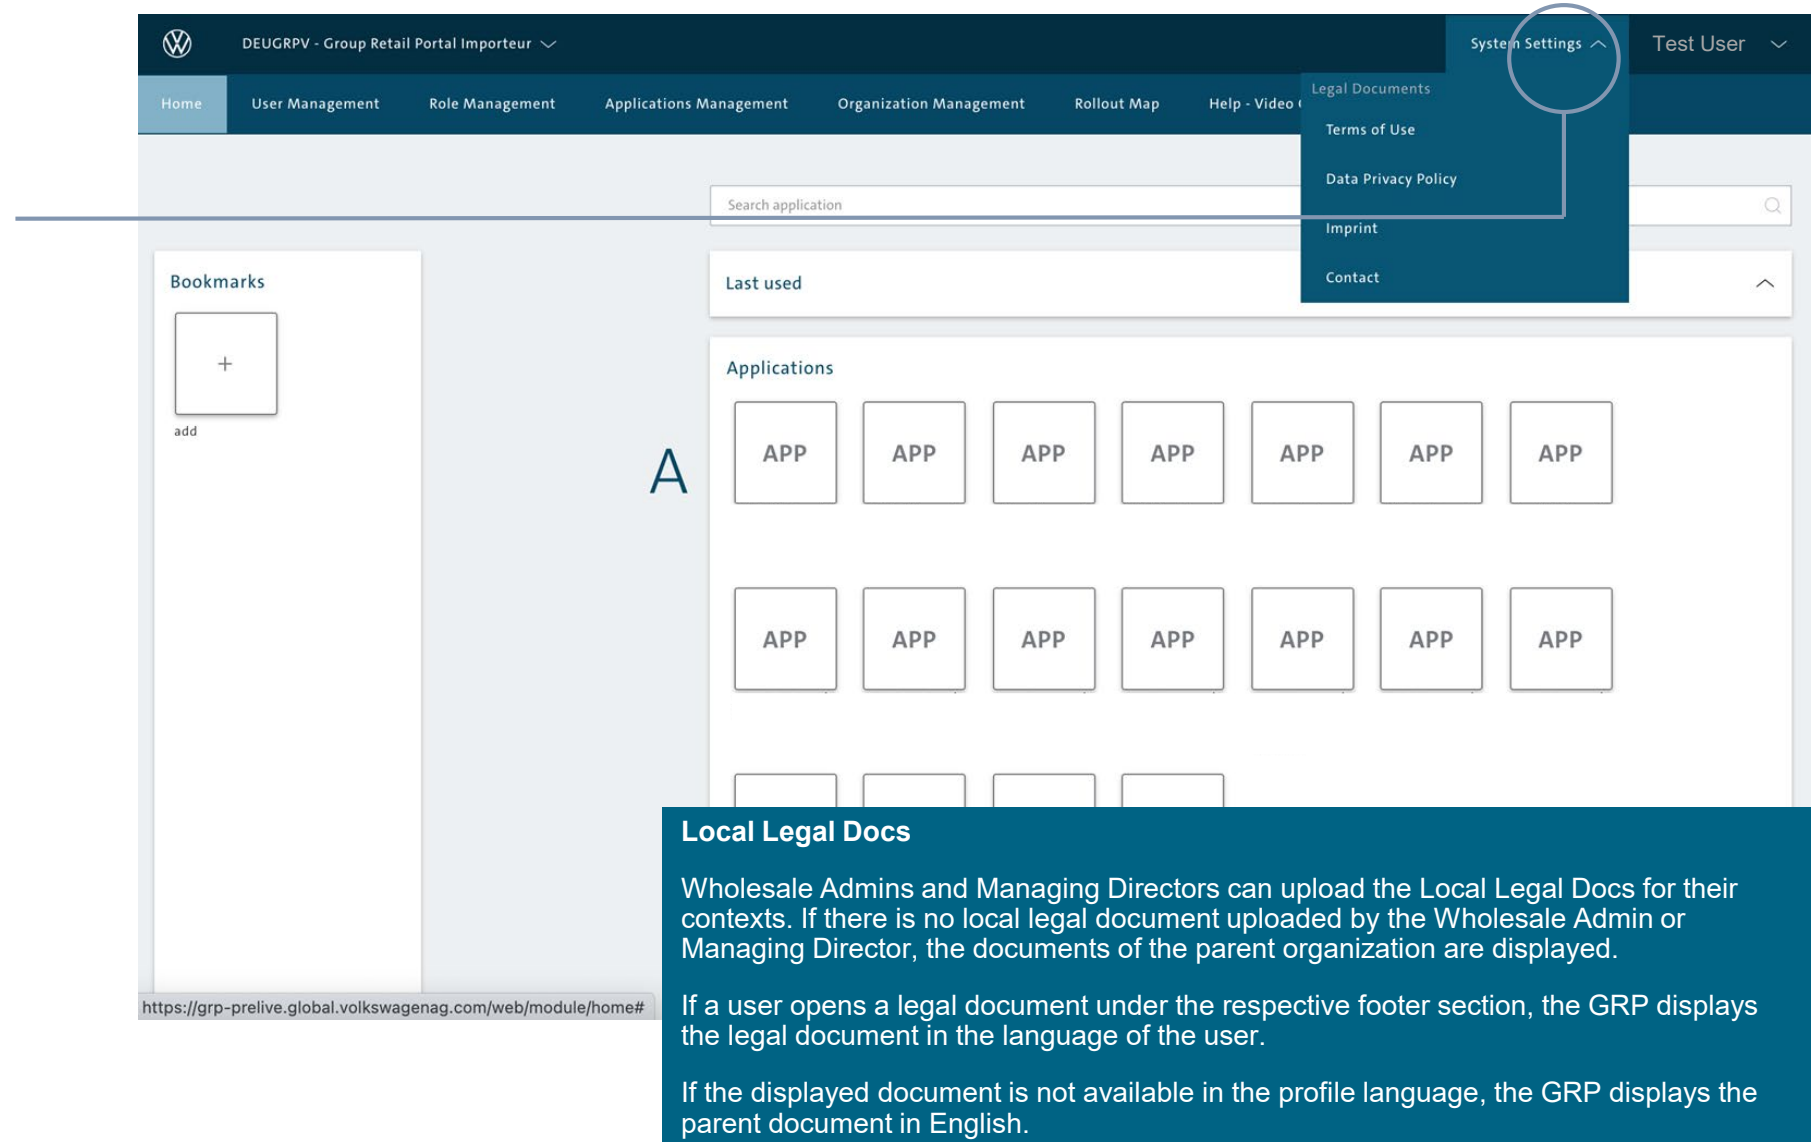 DEUGRPV - Group Retail Portal Importeur
System Settings
Test User
Home
User Management
Role Management
Applications Management
Organization Management
Rollout Map
Help - Video
Legal Documents
Terms of Use
Data Privacy Policy
Imprint
Contact
Search application
Bookmarks
+
add
Last used
Applications
A
APP APP APP APP APP APP APP
APP APP APP APP APP APP APP
https://grp-prelive.global.volkswagenag.com/web/module/home#
Local Legal Docs
Wholesale Admins and Managing Directors can upload the Local Legal Docs for their
contexts. If there is no local legal document uploaded by the Wholesale Admin or
Managing Director, the documents of the parent organization are displayed.
If a user opens a legal document under the respective footer section, the GRP displays
the legal document in the language of the user.
If the displayed document is not available in the profile language, the GRP displays the
parent document in English.